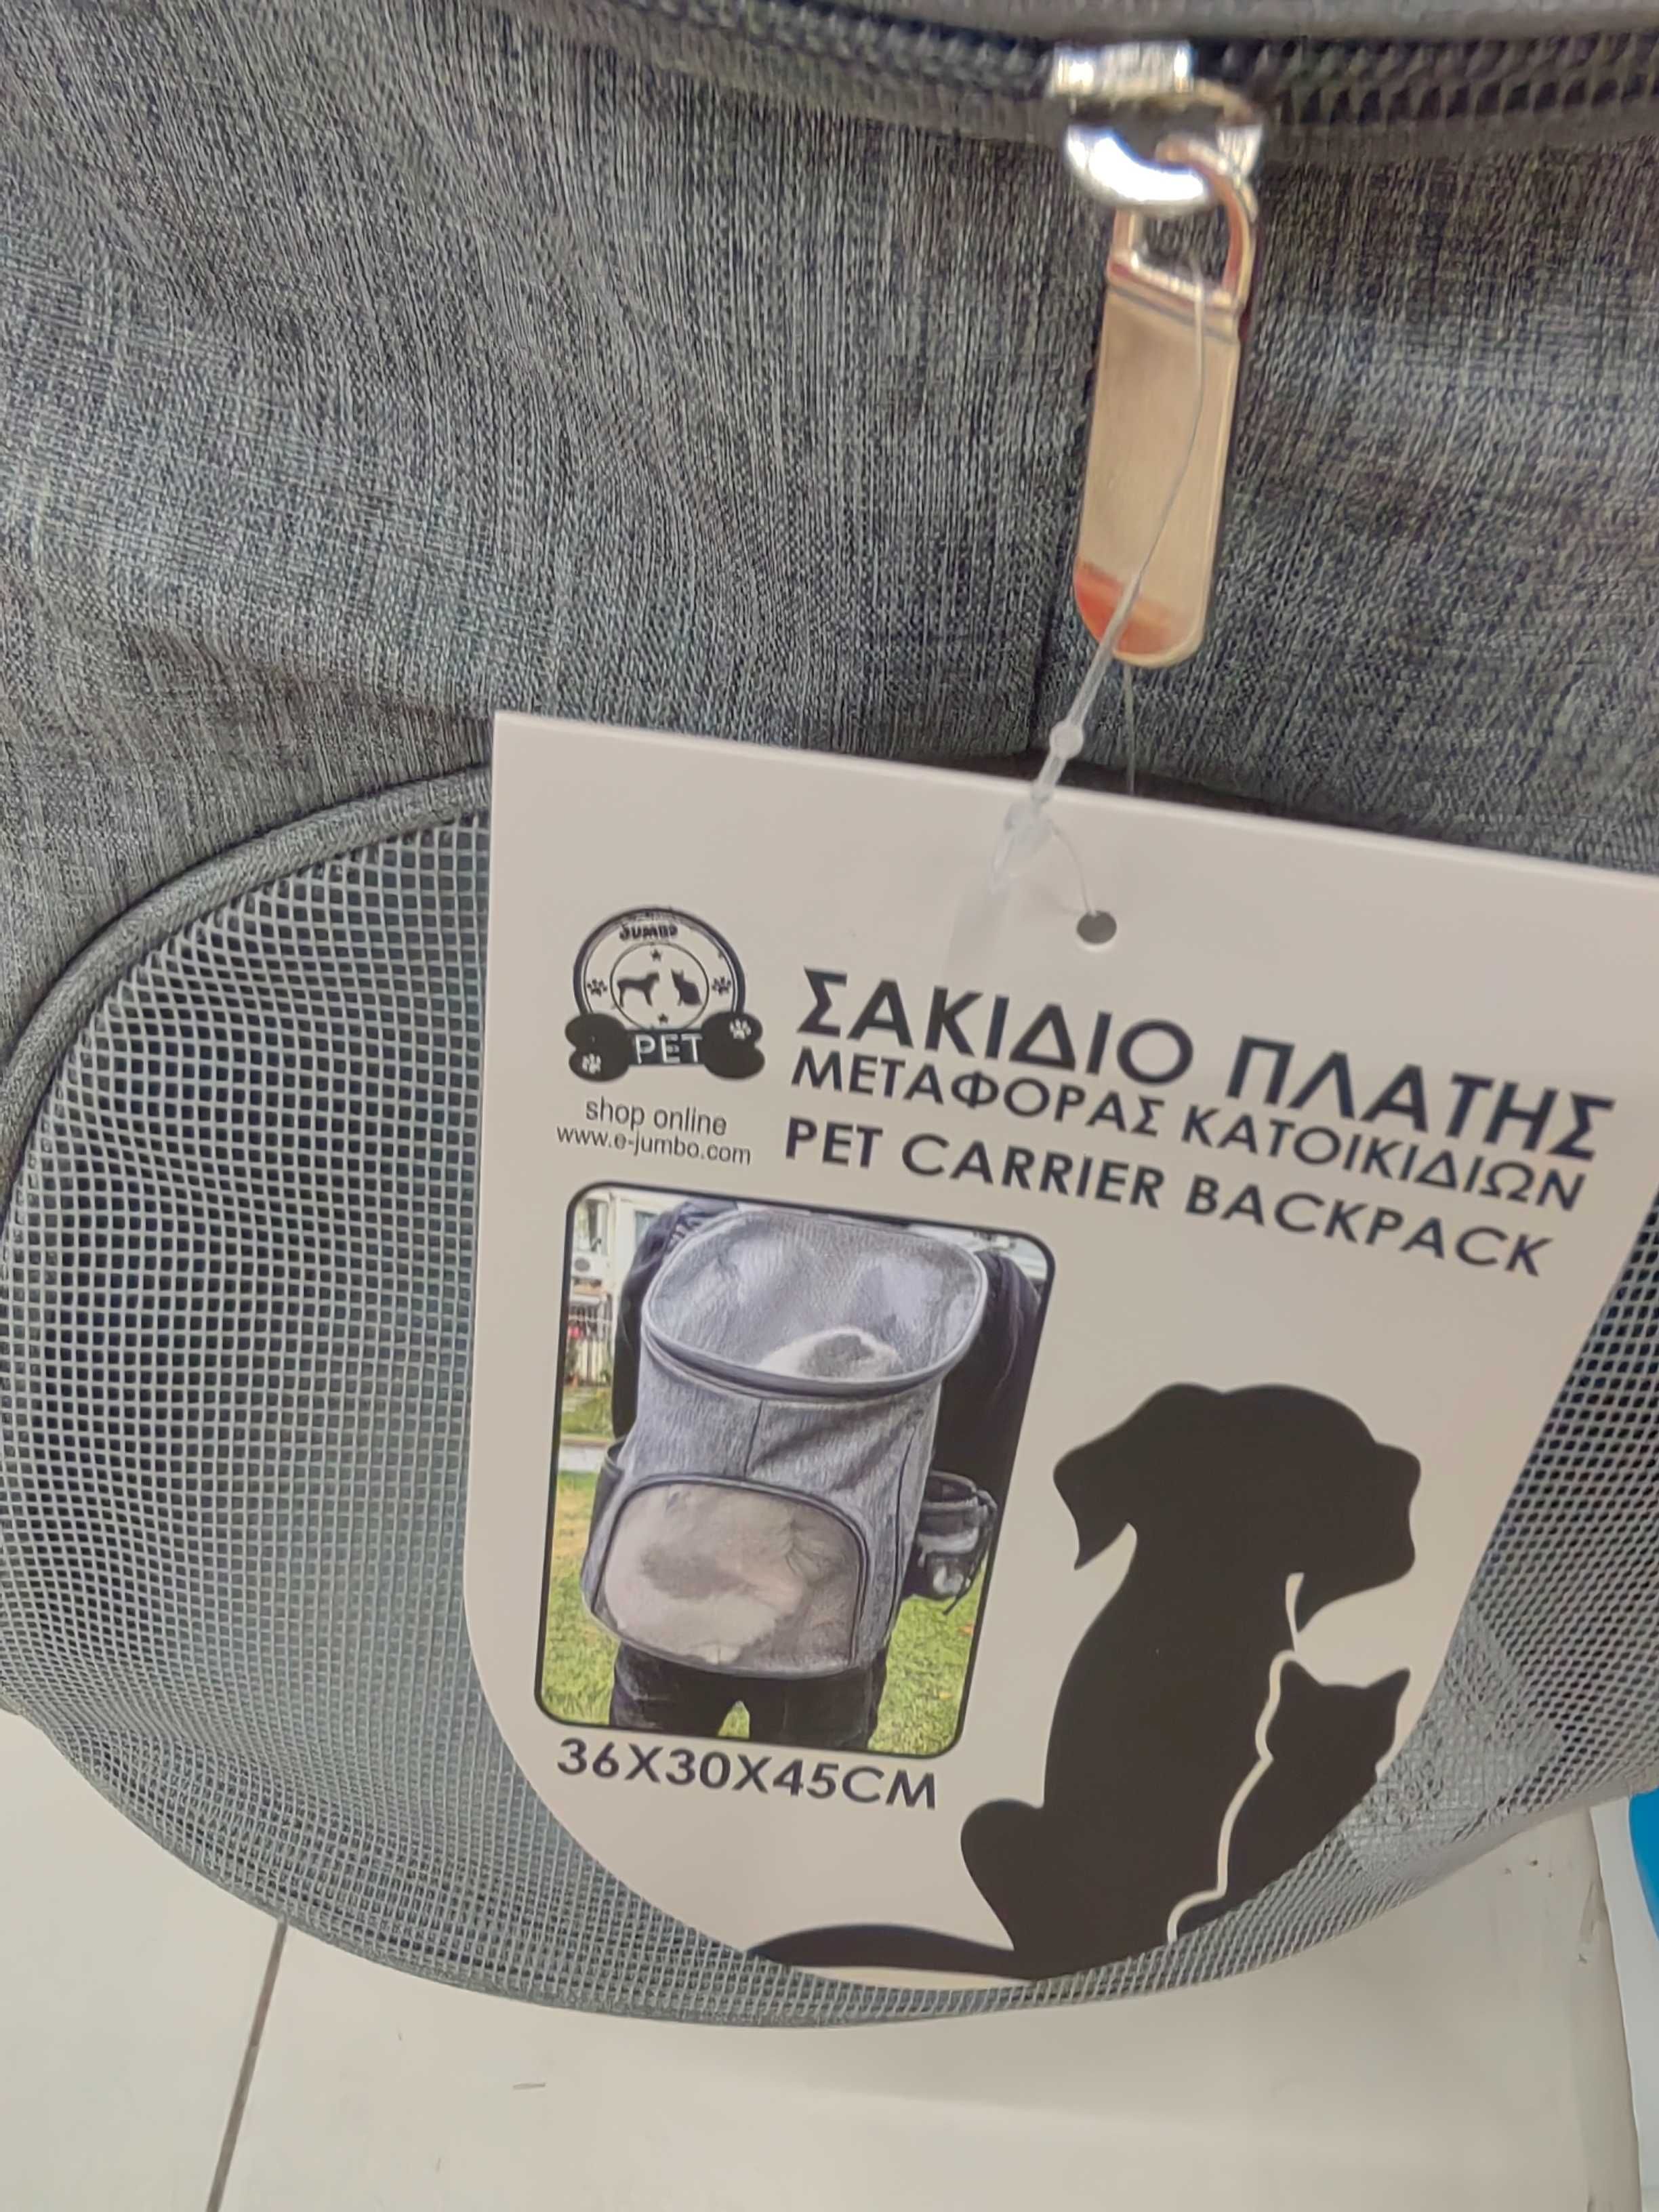 JUMBO
PET
shop online
www.e-jumbo.com
ΣΑΚΙΔΙΟ ΠΛΑΤΗΣ
ΜΕΤΑΦΟΡΑΣ ΚΑΤΟΙΚΙΔΙΩΝ
PET CARRIER BACKPACK
36X30X45CM